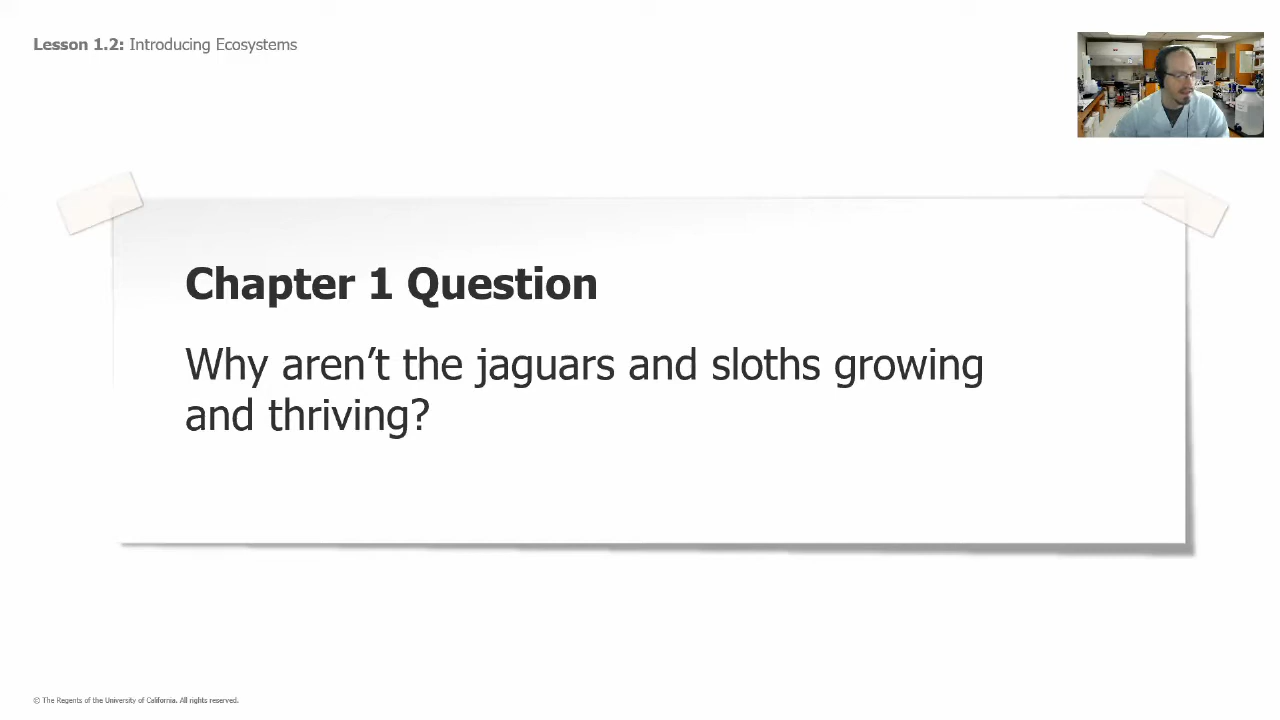 Lesson 1.2: Introducing Ecosystems
Chapter 1 Question
Why aren’t the jaguars and sloths growing
and thriving?
© The Regents of the University of California. All rights reserved.